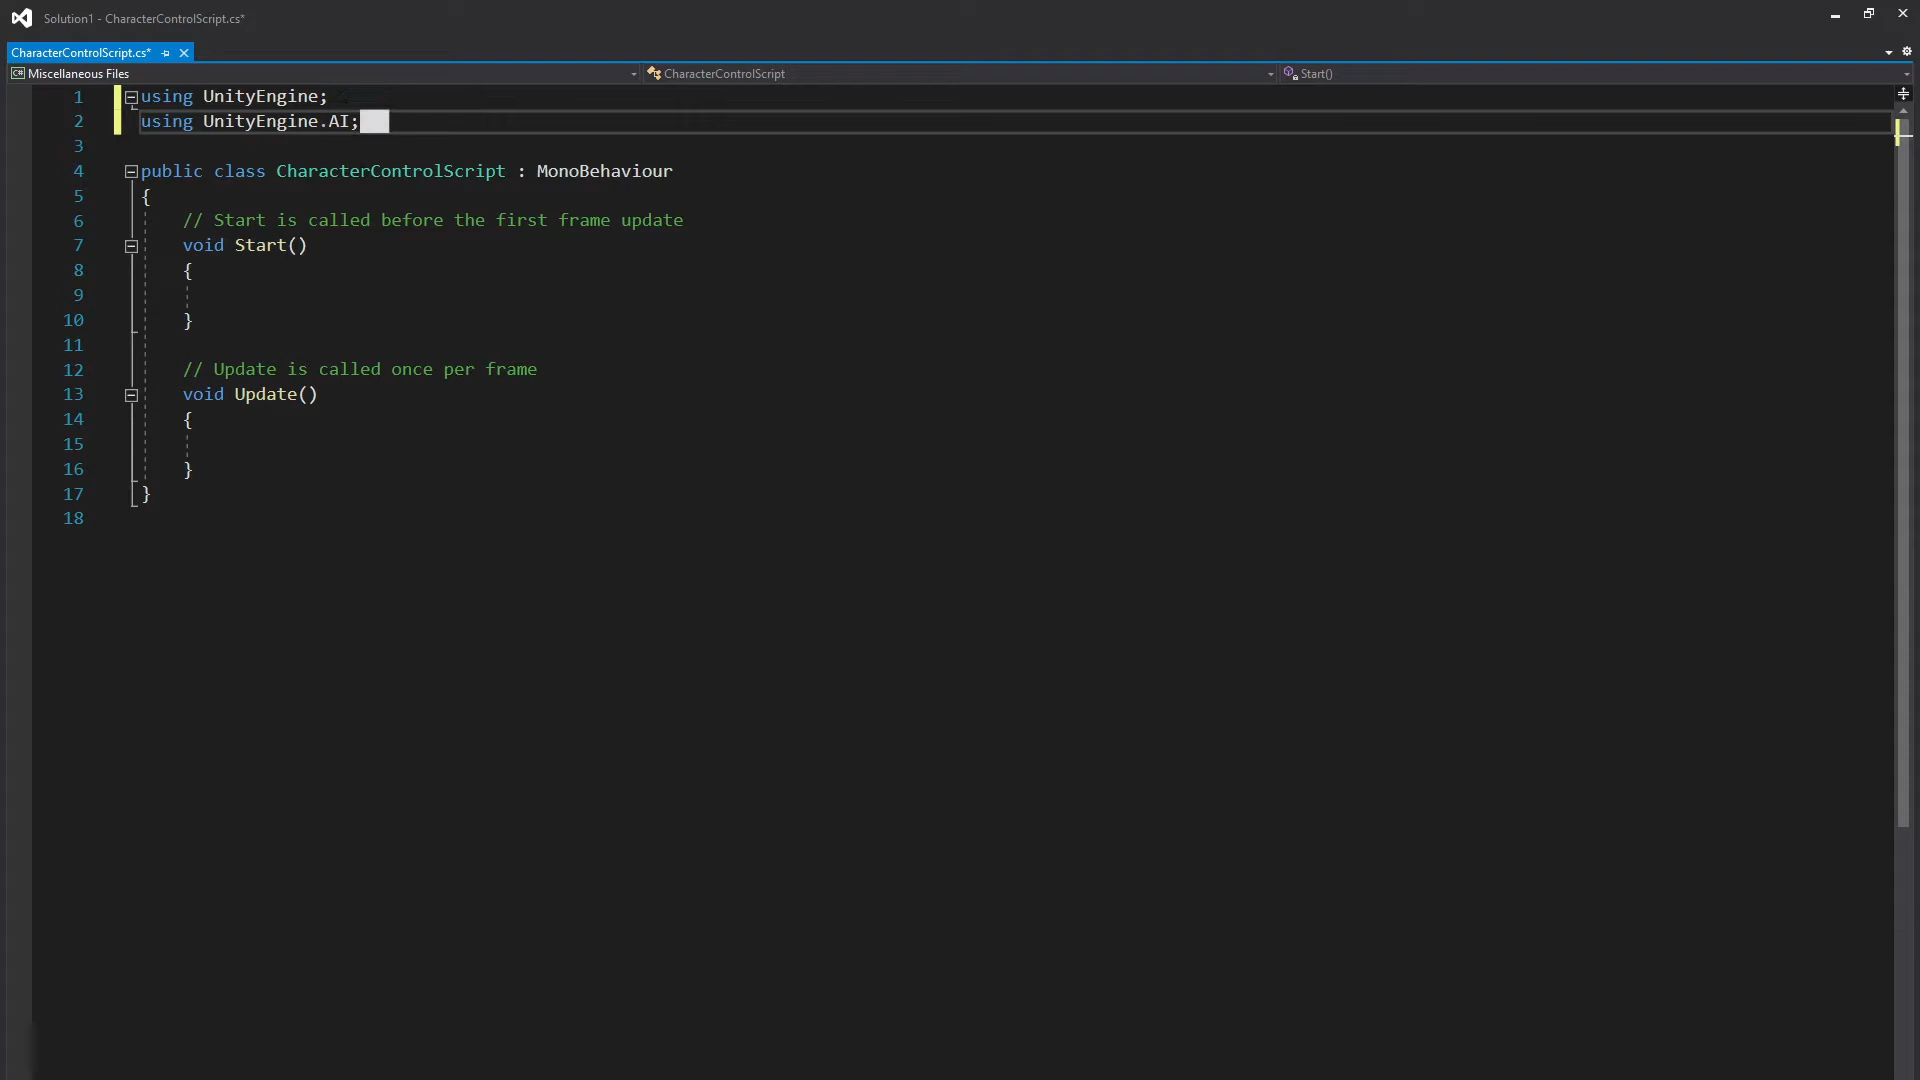 Solution1 - CharacterControlScript.cs*
CharacterControlScript.cs*
Miscellaneous Files CharacterControlScript Start()
1 using UnityEngine;
2 using UnityEngine.AI;
3
4 public class CharacterControlScript : MonoBehaviour
5 {
6 // Start is called before the first frame update
7 void Start()
8 {
9
10 }
11
12 // Update is called once per frame
13 void Update()
14 {
15
16 }
17 }
18